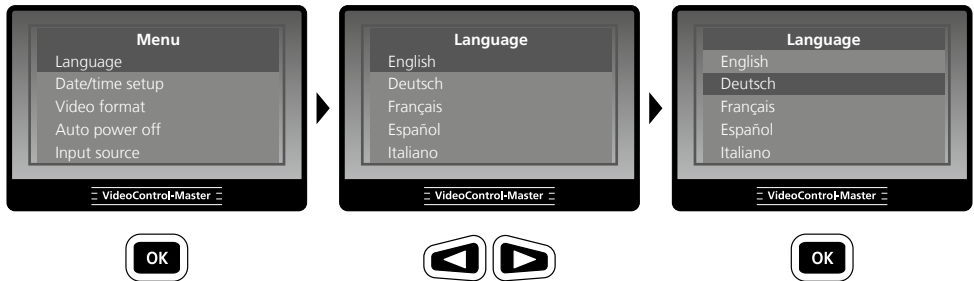 Menu
Language
Date/time setup
Video format
Auto power off
Input source
VideoControl-Master
Language
English
Deutsch
Français
Español
Italiano
VideoControl-Master
Language
English
Deutsch
Français
Español
Italiano
VideoControl-Master
OK
OK